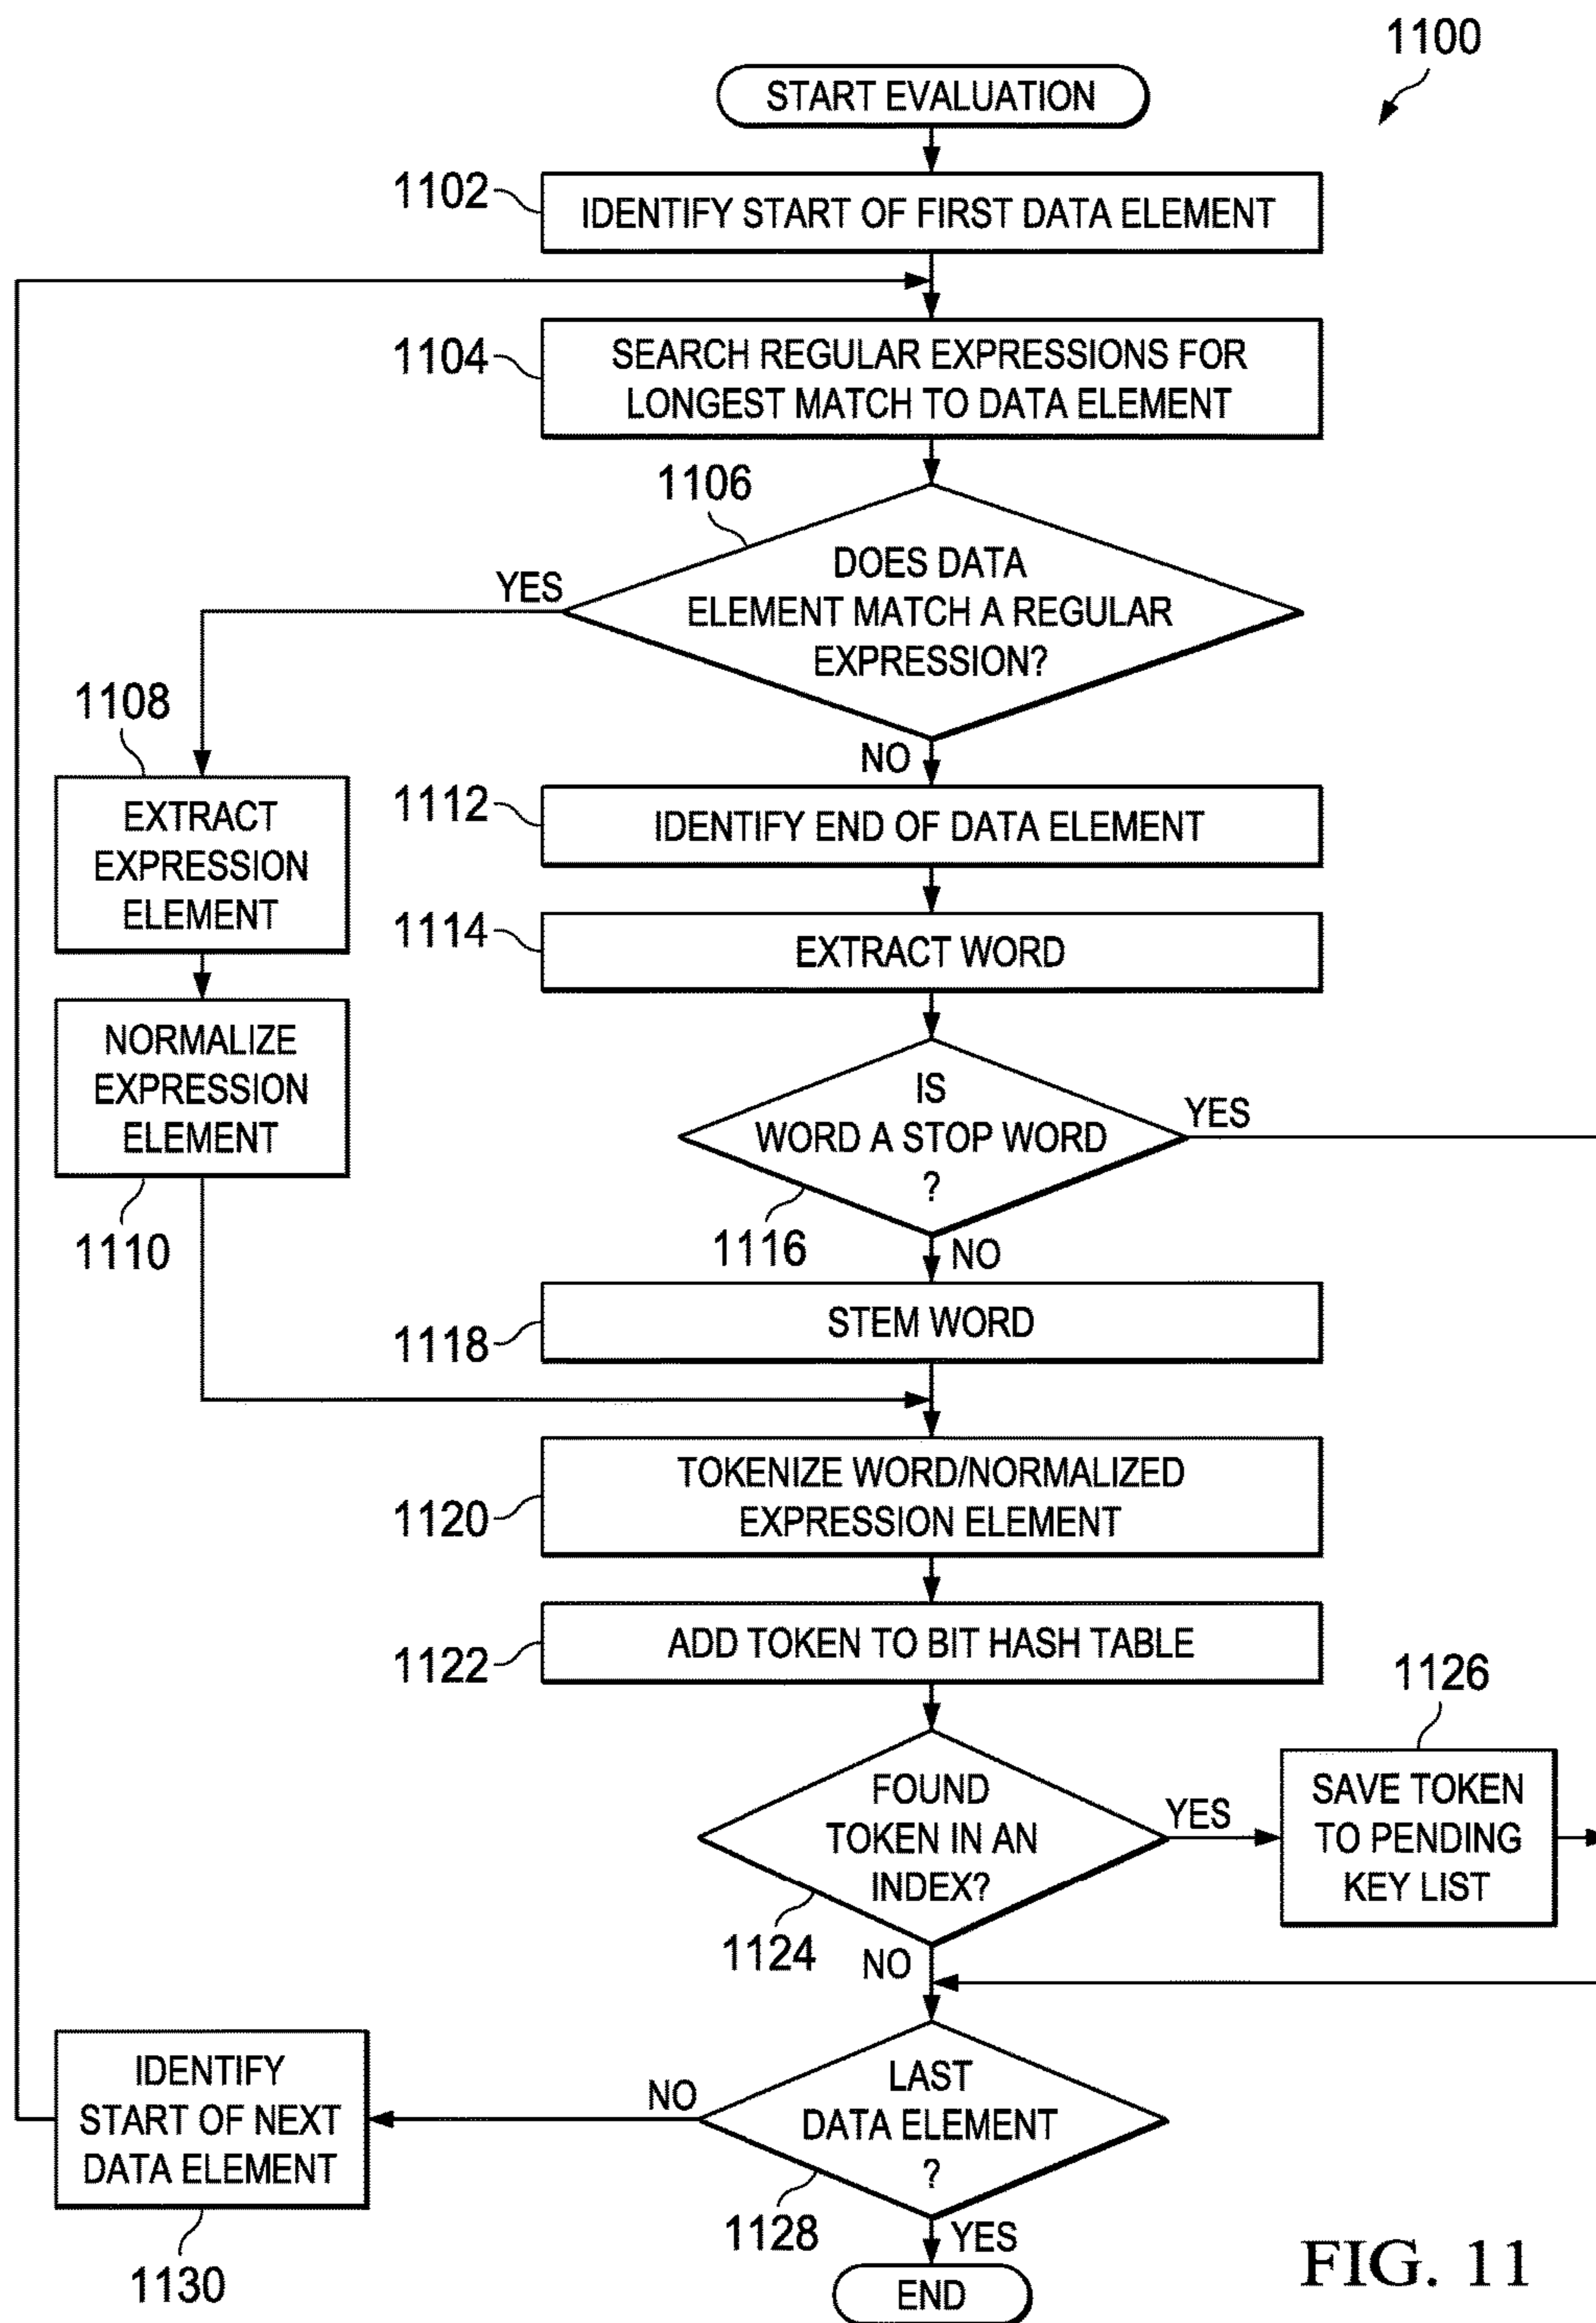 1100
START EVALUATION
1102
IDENTIFY START OF FIRST DATA ELEMENT
1104
SEARCH REGULAR EXPRESSIONS FOR
LONGEST MATCH TO DATA ELEMENT
1106
DOES DATA
ELEMENT MATCH A REGULAR
EXPRESSION?
YES
NO
1108
EXTRACT
EXPRESSION
ELEMENT
NORMALIZE
EXPRESSION
ELEMENT
1110
1112
IDENTIFY END OF DATA ELEMENT
1114
EXTRACT WORD
IS
WORD A STOP WORD
?
YES
1116
NO
1118
STEM WORD
1120
TOKENIZE WORD/NORMALIZED
EXPRESSION ELEMENT
1122
ADD TOKEN TO BIT HASH TABLE
FOUND
TOKEN IN AN
INDEX?
YES
1124
NO
1126
SAVE TOKEN
TO PENDING
KEY LIST
LAST
DATA ELEMENT
?
NO
1128
YES
IDENTIFY
START OF NEXT
DATA ELEMENT
1130
END
FIG. 11